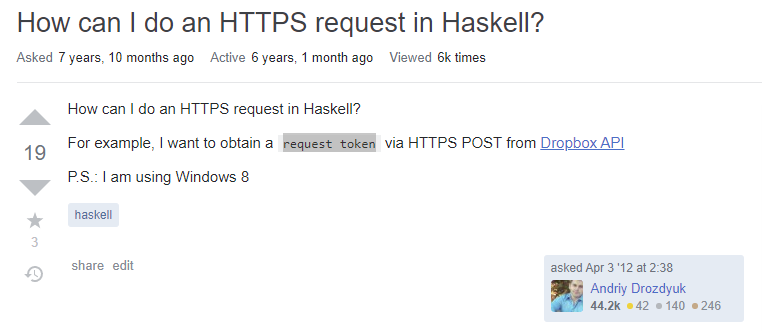 How can I do an HTTPS request in Haskell?
Asked 7 years, 10 months ago Active 6 years, 1 month ago Viewed 6k times
How can I do an HTTPS request in Haskell?
For example, I want to obtain a request token via HTTPS POST from Dropbox API
19
P.S.: I am using Windows 8
haskell
3
share edit
asked Apr 3 '12 at 2:38
Andriy Drozdyuk
44.2k 42 140 246